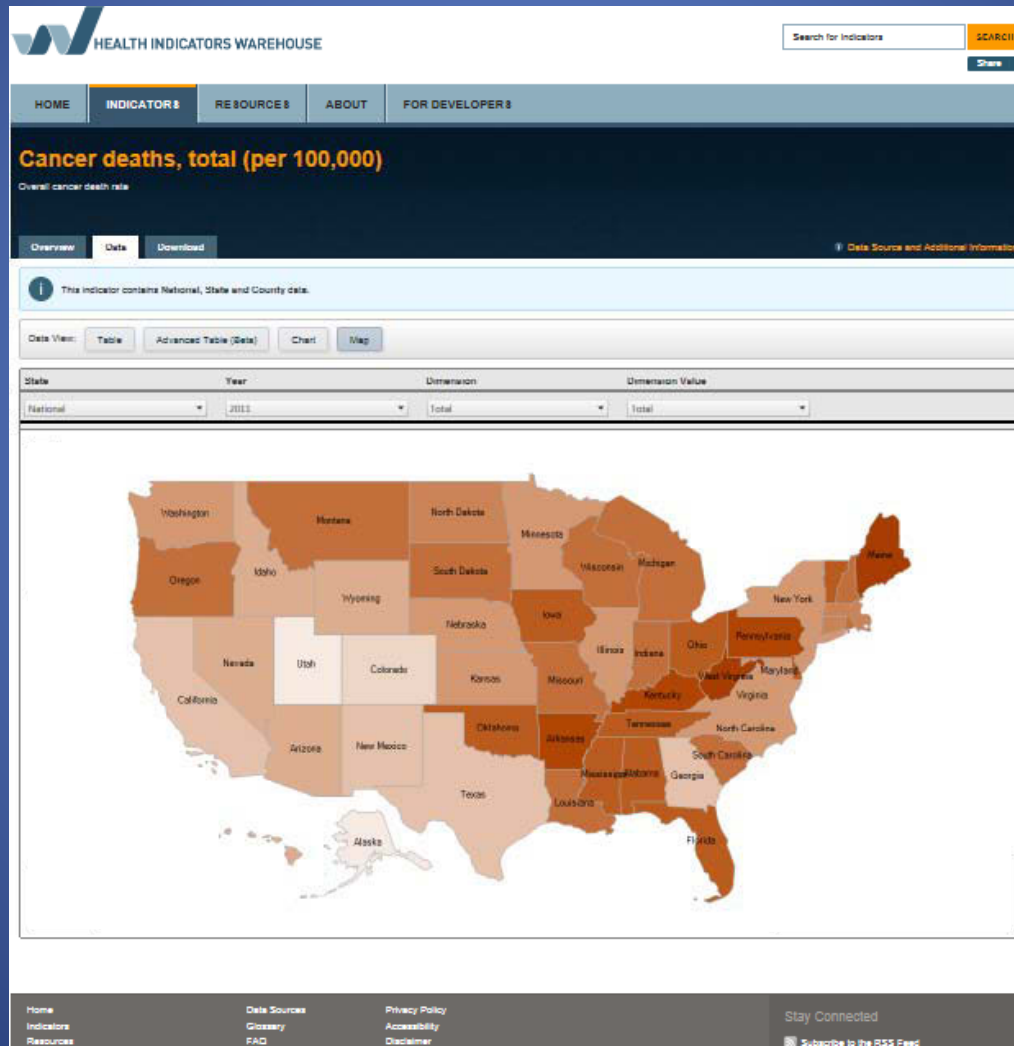 HEALTH INDICATORS WAREHOUSE
Search for Indicators
SEARCH
Share
HOME INDICATORS RESOURCES ABOUT FOR DEVELOPERS
Cancer deaths, total (per 100,000)
Overall cancer death rate
Overview Data Download
Data Source and Additional Informatio
This indicator contains National, State and County data.
Data View: Table Advanced Table (Beta) Chart Map
State Year Dimension Dimension Value
National 2011 Total Total
Washington
Montana
North Dakota
Minnesota
Maine
Oregon
Idaho
South Dakota
Wisconsin
Michigan
Wyoming
New York
Nebraska
Iowa
Pennsylvania
Nevada
Utah
Colorado
Kansas
Missouri
Illinois
Indiana
Ohio
West Virginia
Maryland
California
Kentucky
Virginia
Arizona
New Mexico
Oklahoma
Arkansas
Tennessee
North Carolina
South Carolina
Mississippi
Alabama
Georgia
Texas
Louisiana
Alaska
Florida
Home Data Sources Privacy Policy
Indicators Glossary Accessibility
Resources FAQ Disclaimer
Stay Connected
Subscribe to the RSS Feed